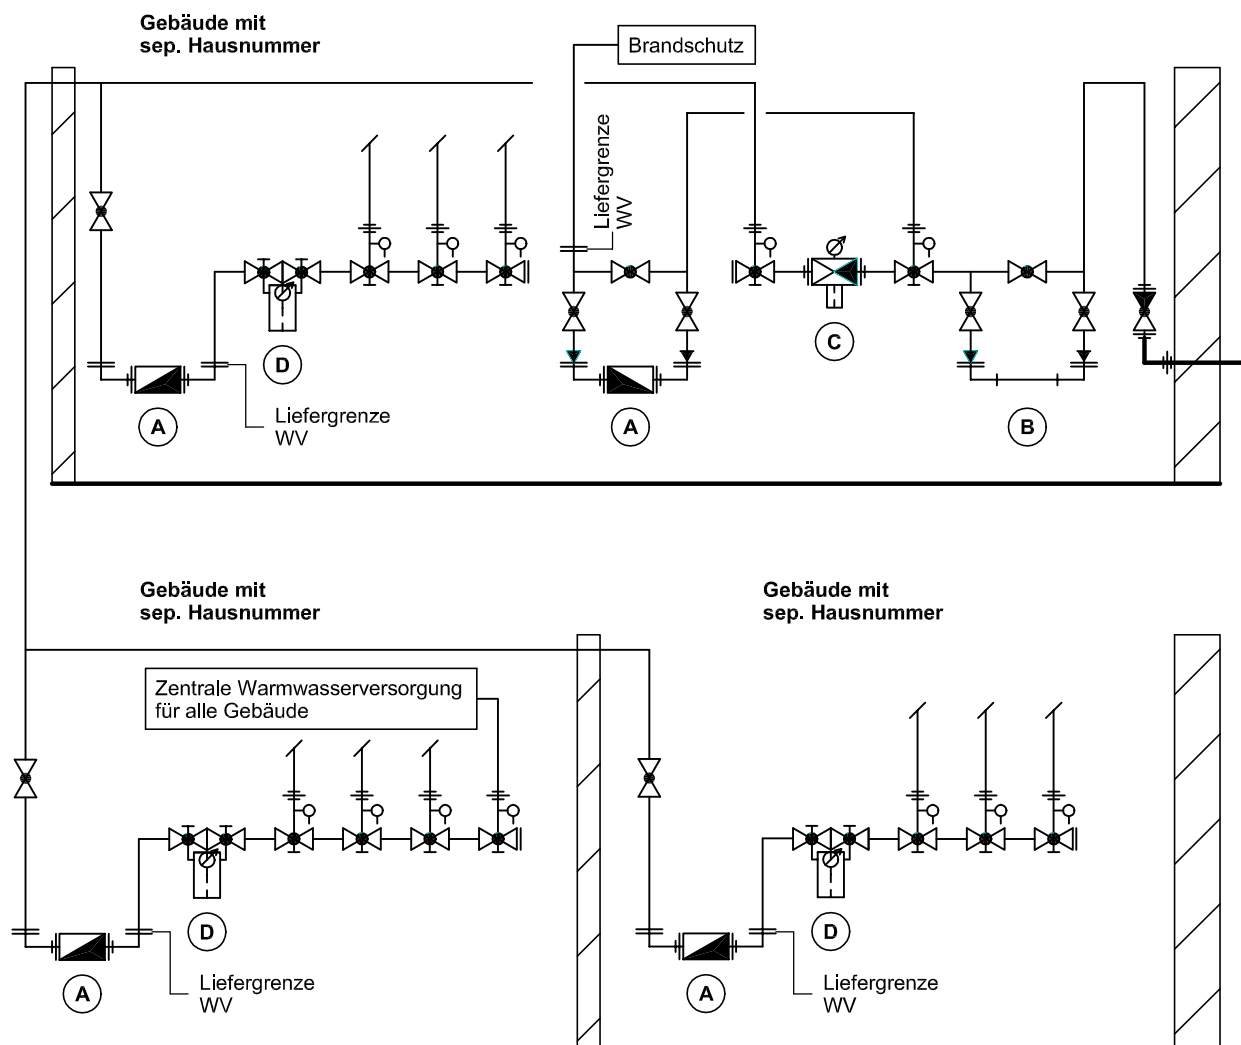 Gebäude mit
sep. Hausnummer
Brandschutz
Liefergrenze
WV
D
C
A
Liefergrenze
WV
A
B
Gebäude mit
sep. Hausnummer
Gebäude mit
sep. Hausnummer
Zentrale Warmwasserversorgung
für alle Gebäude
D
D
A
Liefergrenze
WV
A
Liefergrenze
WV